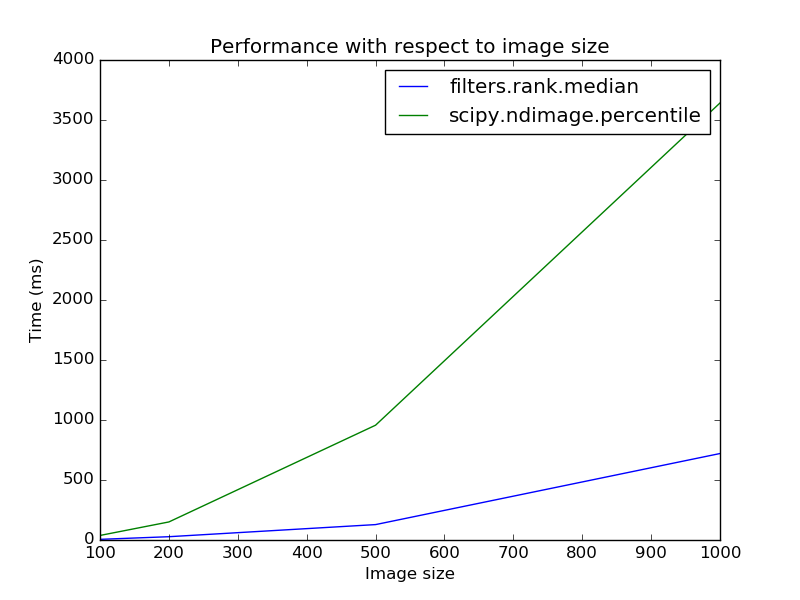 Performance with respect to image size
filters.rank.median
scipy.ndimage.percentile
4000
3500
3000
2500
2000
1500
1000
500
0
Time (ms)
100 200 300 400 500 600 700 800 900 1000
Image size